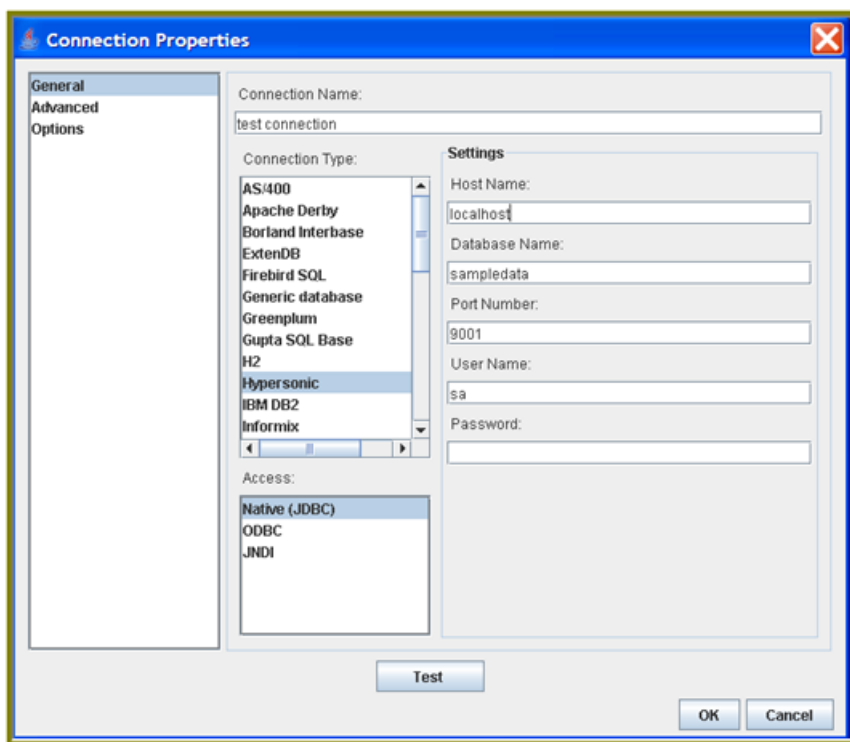 Connection Properties
General
Advanced
Options
Connection Name:
test connection
Connection Type:
AS/400
Apache Derby
Borland Interbase
ExtenDB
Firebird SQL
Generic database
Greenplum
Gupta SQL Base
H2
Hypersonic
IBM DB2
Informix
Access:
Native (JDBC)
ODBC
JNDI
Settings
Host Name:
localhost
Database Name:
sampledata
Port Number:
9001
User Name:
sa
Password:
Test
OK
Cancel